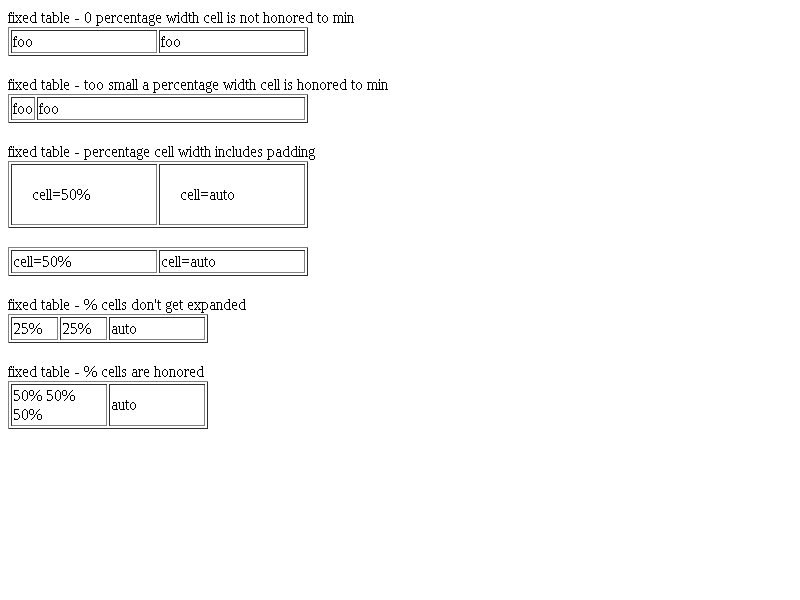 fixed table - 0 percentage width cell is not honored to min
foo foo
fixed table - too small a percentage width cell is honored to min
foo foo
fixed table - percentage cell width includes padding
cell=50% cell=auto
cell=50% cell=auto
fixed table - % cells don't get expanded
25% 25% auto
fixed table - % cells are honored
50% 50%
50%
auto